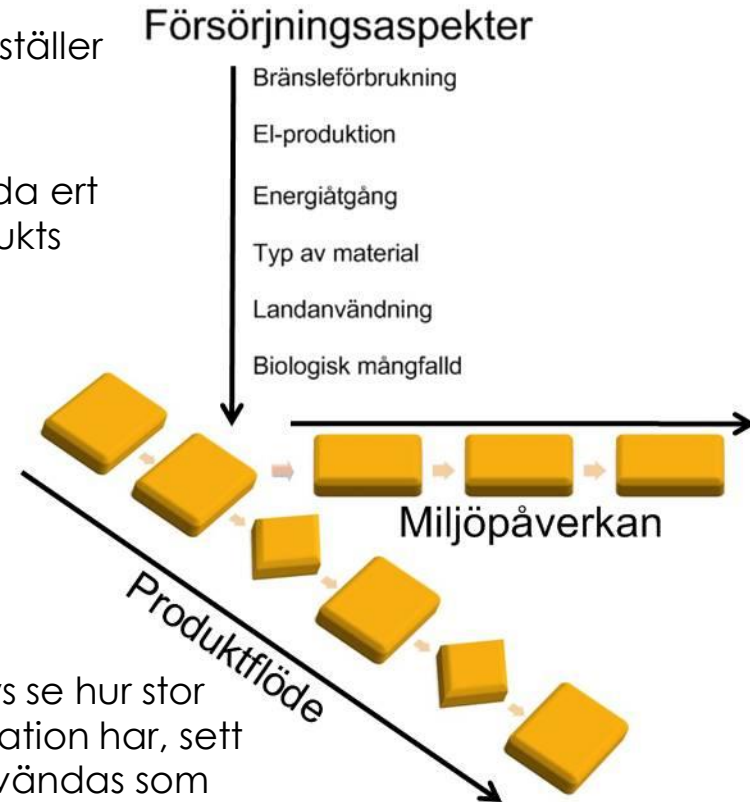 Försörjningsaspekter
ställer
Bränsleförbrukning
El-produktion
da ert
ukts
Energiåtgång
Typ av material
Landanvändning
Biologisk mångfalld
Miljöpåverkan
Produktflöde
s se hur stor
ation har, sett
vändas som